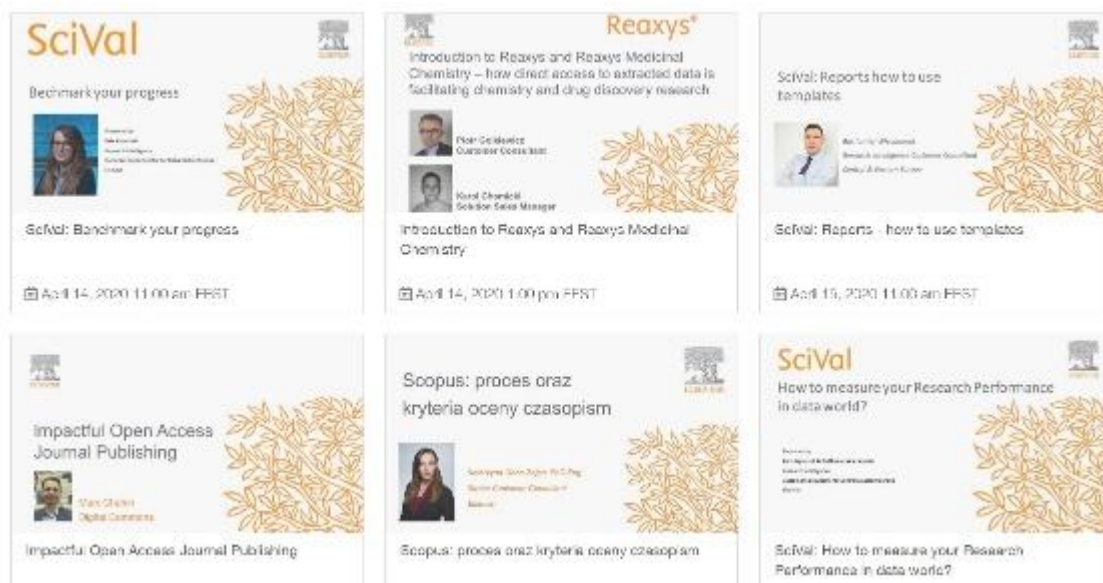 SciVal
Bechmark your progress
SciVal: Benchmark your progress
April 14, 2020 11:00 am EEST
Reaxys®
Introduction to Reaxys and Reaxys Medicinal
Chemistry – how direct access to extracted data is
facilitating chemistry and drug discovery research
Customer Consultant
Karol
Solution Sales Manager
Introduction to Reaxys and Reaxys Medicinal
Chemistry
April 14, 2020 1:00 pm EEST
SciVal: Reports how to use
templates
SciVal: Reports - how to use templates
April 15, 2020 11:00 am EEST
Impactful Open Access
Journal Publishing
Digital Commons
Impactful Open Access Journal Publishing
Scopus: proces oraz
kryteria oceny czasopism
Scopus: proces oraz kryteria oceny czasopism
SciVal
How to measure your Research Performance
in data world?
SciVal: How to measure your Research
Performance in data world?